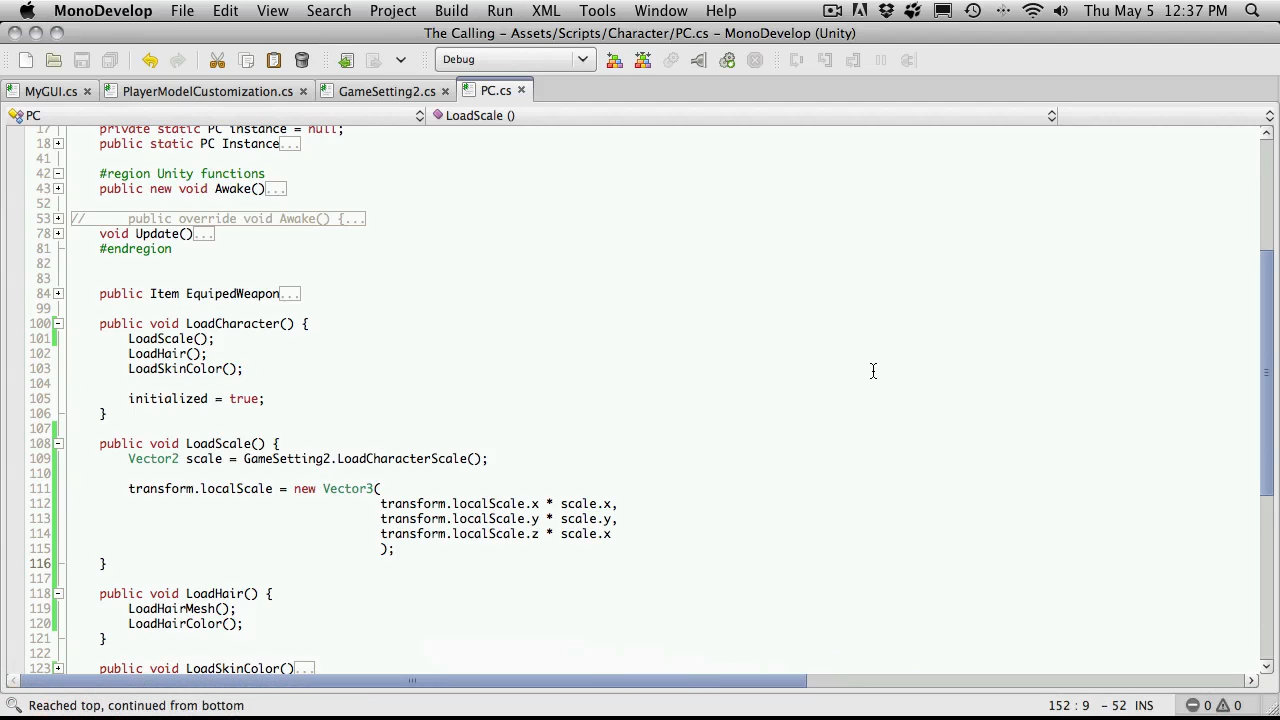 MonoDevelop File Edit View Search Project Build Run XML Tools Window Help Thu May 5 12:37 PM
The Calling - Assets/Scripts/Character/PC.cs - MonoDevelop (Unity)
Debug
MyGUI.cs PlayerModelCustomization.cs GameSetting2.cs PC.cs
PC LoadScale ()
17 private static PC instance = null;
18 public static PC Instance...
41
42 #region Unity functions
43 public new void Awake()...
52
53 // public override void Awake() {...
78 void Update()...
81 #endregion
82
83
84 public Item EquipedWeapon...
99
100 public void LoadCharacter() {
101 LoadScale();
102 LoadHair();
103 LoadSkinColor();
104
105 initialized = true;
106 }
107
108 public void LoadScale() {
109 Vector2 scale = GameSetting2.LoadCharacterScale();
110
111 transform.localScale = new Vector3(
112 transform.localScale.x * scale.x,
113 transform.localScale.y * scale.y,
114 transform.localScale.z * scale.x
115 );
116 }
117
118 public void LoadHair() {
119 LoadHairMesh();
120 LoadHairColor();
121 }
122
123 public void LoadSkinColor()...
Reached top, continued from bottom 152 : 9 - 52 INS 0 0